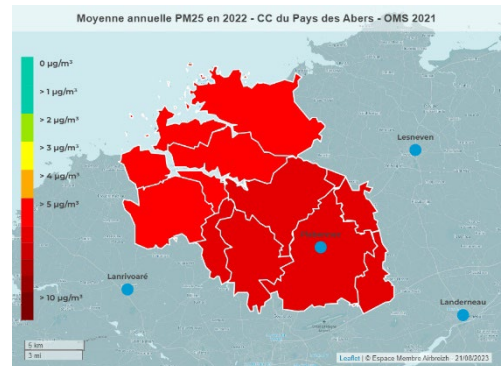 Moyenne annuelle PM25 en 2022 - CC du Pays des Abers - OMS 2021
0 µg/m³
> 1 µg/m³
> 2 µg/m³
> 3 µg/m³
> 4 µg/m³
> 5 µg/m³
> 10 µg/m³
Lesneven
Lanrivoaré
Landerneau
5 km
3 mi
Leaflet | © Espace Membre Airbreizh 21/08/2023